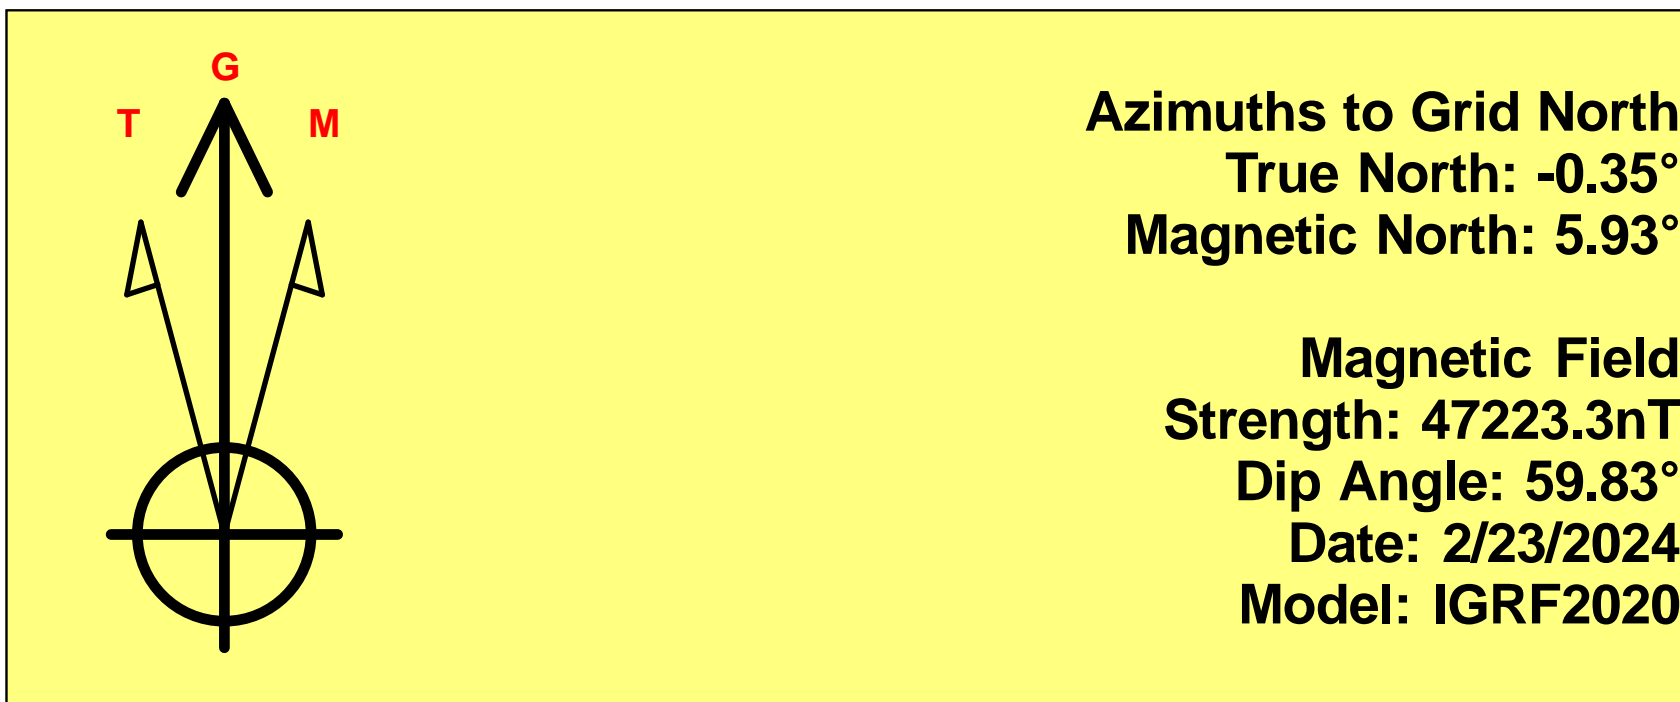 G
T M
Azimuths to Grid North
True North: -0.35°
Magnetic North: 5.93°
Magnetic Field
Strength: 47223.3nT
Dip Angle: 59.83°
Date: 2/23/2024
Model: IGRF2020